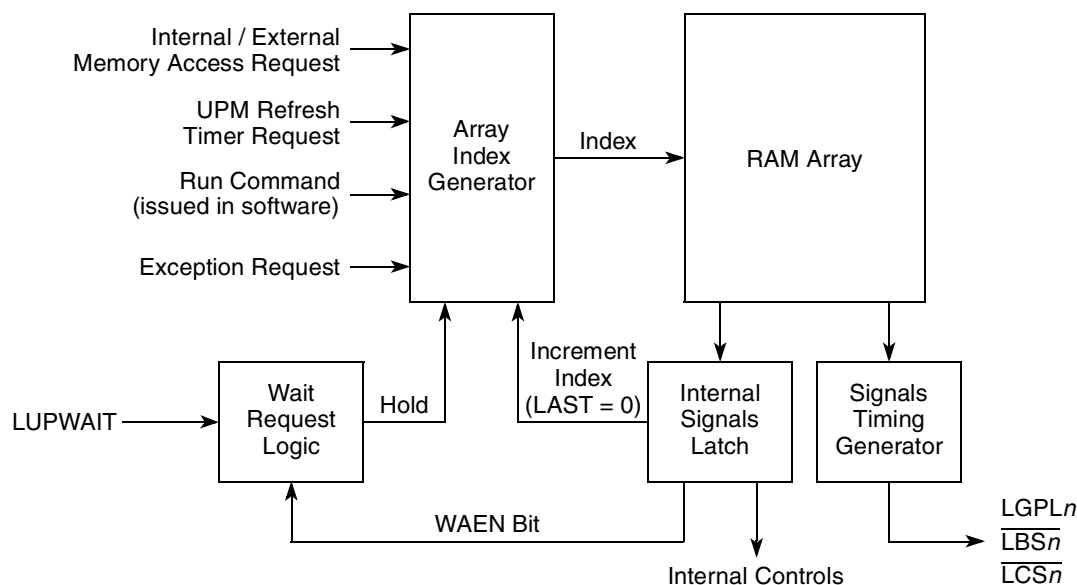 Internal / External
Memory Access Request
UPM Refresh
Timer Request
Run Command
(issued in software)
Exception Request
Array
Index
Generator
Index
RAM Array
LUPWAIT
Wait
Request
Logic
Hold
Increment
Index
(LAST = 0)
Internal
Signals
Latch
Signals
Timing
Generator
WAEN Bit
Internal Controls
LGPLn
LBSn
LCSn